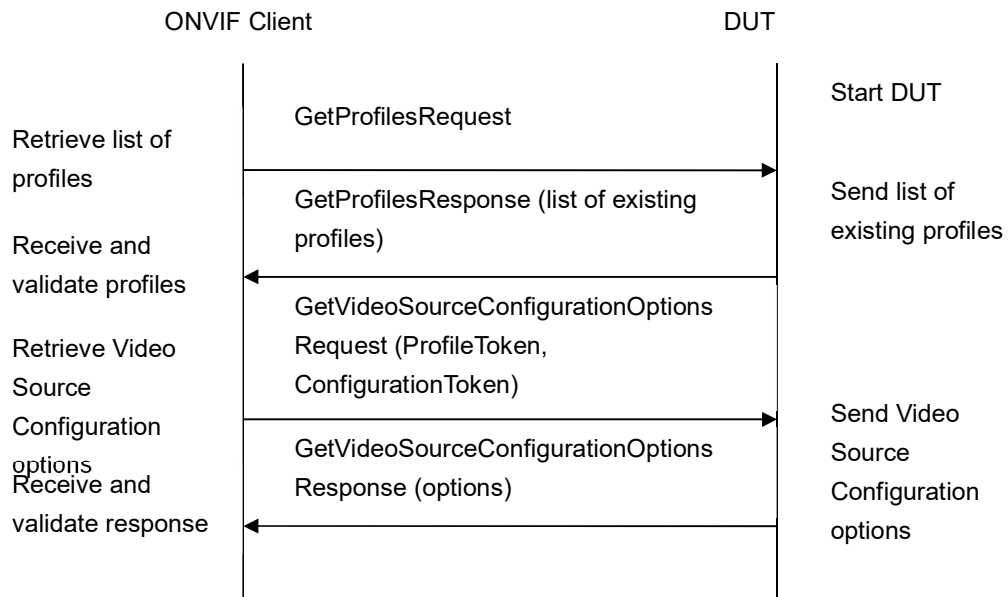 ONVIF Client
DUT
Start DUT
GetProfilesRequest
Retrieve list of
profiles
Send list of
existing profiles
GetProfilesResponse (list of existing
profiles)
Receive and
validate profiles
GetVideoSourceConfigurationOptions
Request (ProfileToken,
ConfigurationToken)
Retrieve Video
Source
Configuration
options
Send Video
Source
Configuration
options
GetVideoSourceConfigurationOptions
Response (options)
Receive and
validate response